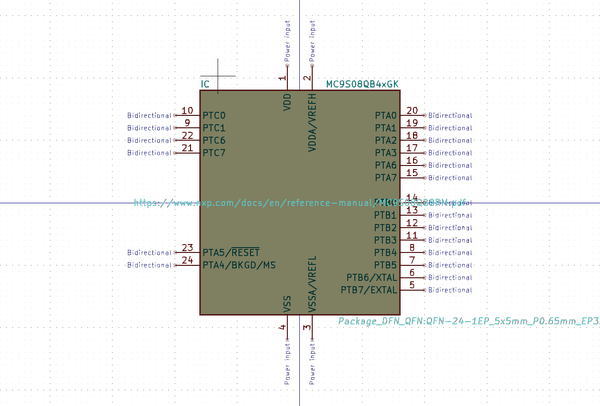 Power input Power input
1 2
IC MC9S08QB4xGK
VDD VDDA/VREFH
Bidirectional 10 PTC0 PTA0 20 Bidirectional
Bidirectional 9 PTC1 PTA1 19 Bidirectional
Bidirectional 22 PTC6 PTA2 18 Bidirectional
Bidirectional 21 PTC7 PTA3 17 Bidirectional
PTA6 16 Bidirectional
PTA7 15 Bidirectional
14
PTB1 13 Bidirectional
PTB2 12 Bidirectional
PTB3 11 Bidirectional
Bidirectional 23 PTA5/RESET PTB4 8 Bidirectional
Bidirectional 24 PTA4/BKGD/MS PTB5 7 Bidirectional
PTB6/XTAL 6 Bidirectional
PTB7/EXTAL 5 Bidirectional
VSS VSSA/VREFL
Package_DFN_QFN:QFN-24-1EP_5x5mm_P0.65mm_EP3
4 3
Power input Power input